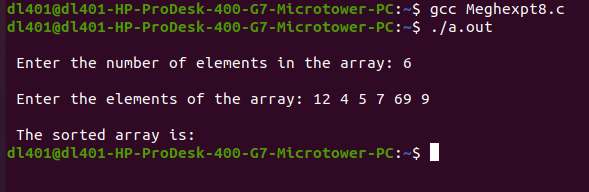 dl401@dl401-HP-ProDesk-400-G7-Microtower-PC:~$ gcc Meghexpt8.c
dl401@dl401-HP-ProDesk-400-G7-Microtower-PC:~$ ./a.out
Enter the number of elements in the array: 6
Enter the elements of the array: 12 4 5 7 69 9
The sorted array is:
dl401@dl401-HP-ProDesk-400-G7-Microtower-PC:~$